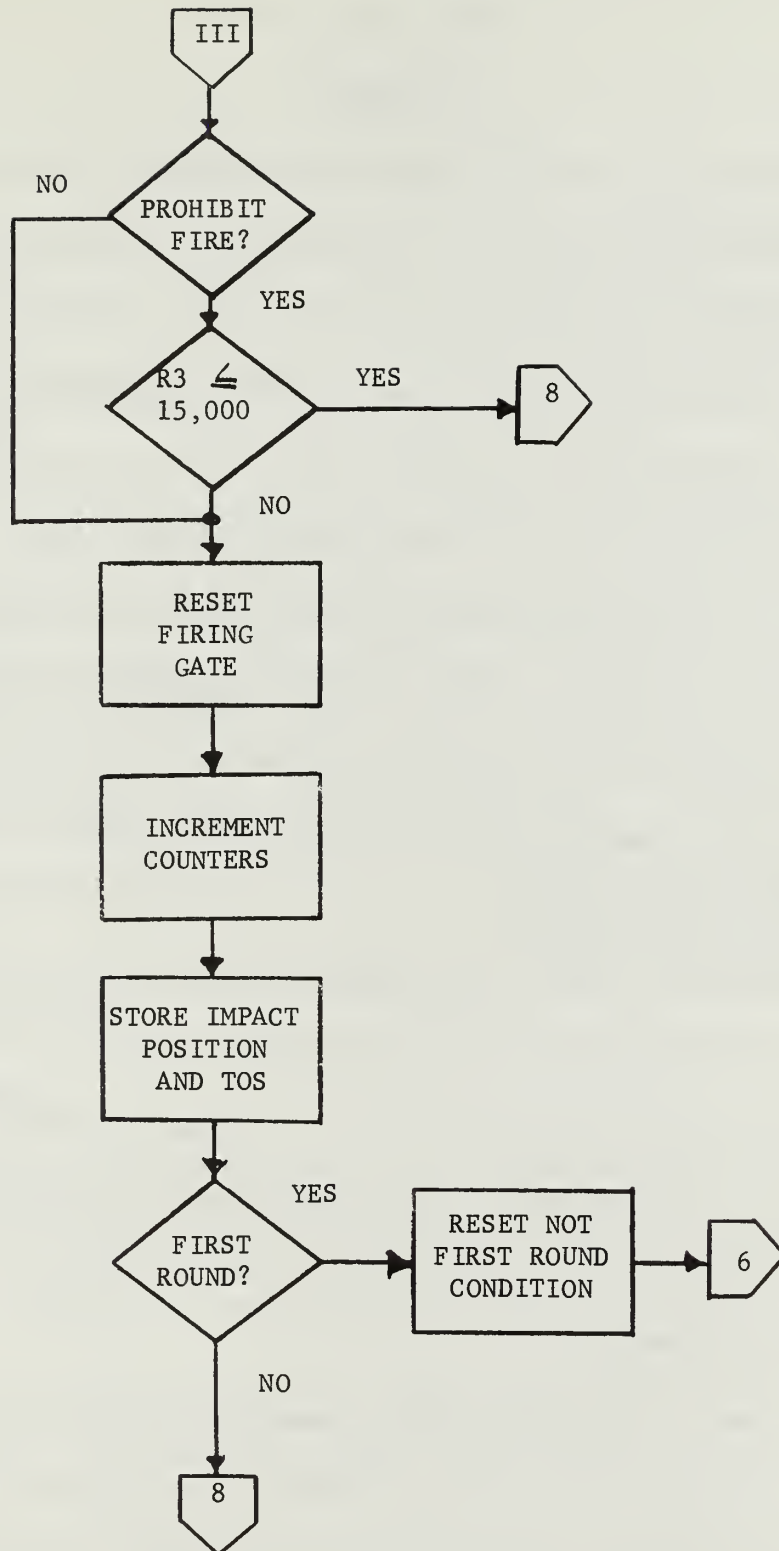 III
NO
PROHIBIT
FIRE?
YES
R3 ≤
15,000
YES
8
NO
RESET
FIRING
GATE
INCREMENT
COUNTERS
STORE IMPACT
POSITION
AND TOS
YES
FIRST
ROUND?
RESET NOT
FIRST ROUND
CONDITION
6
NO
8